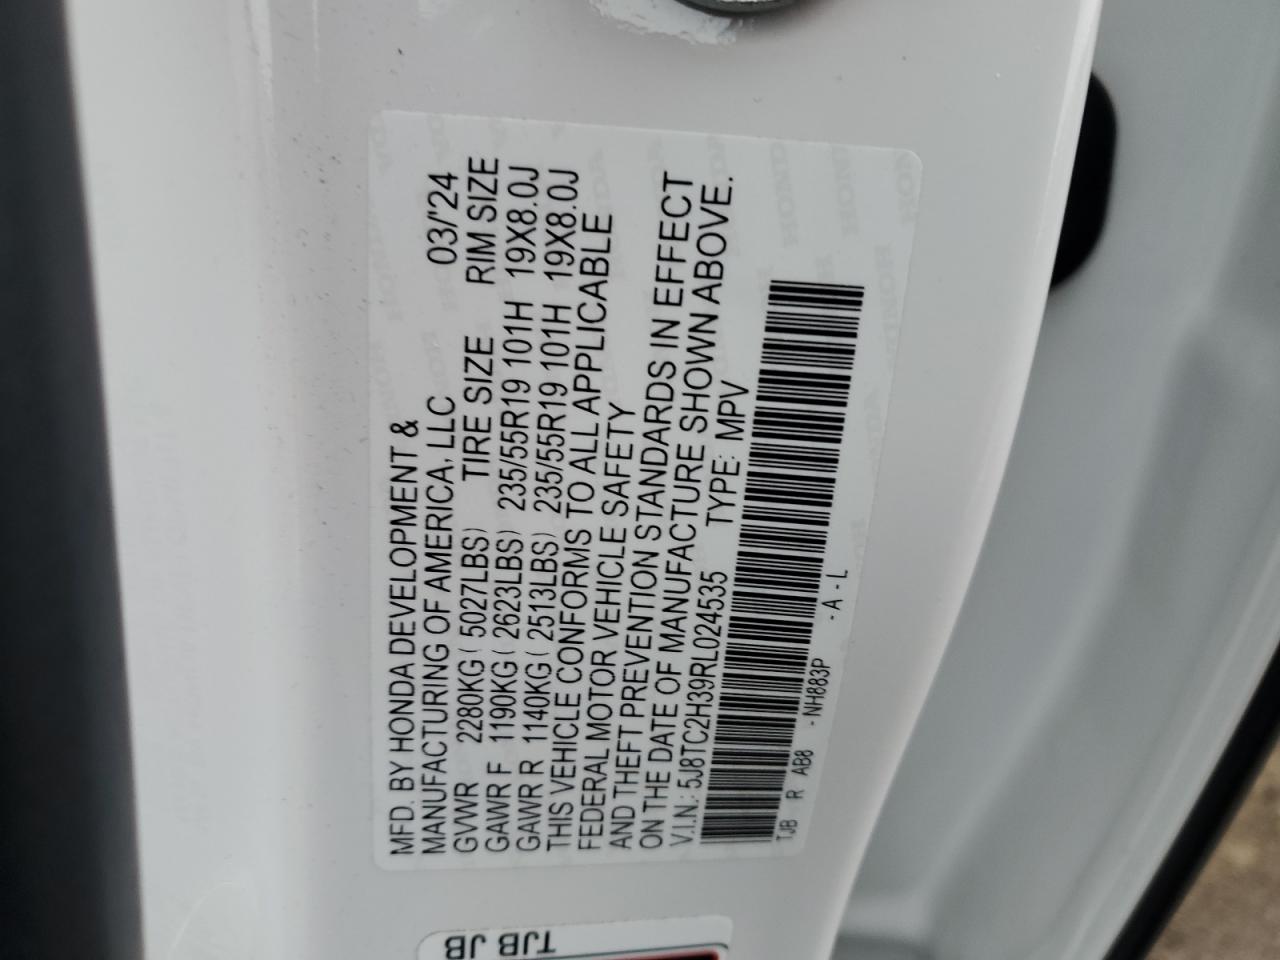 MFD. BY HONDA DEVELOPMENT &
MANUFACTURING OF AMERICA, LLC 03/'24
GVWR 2280KG ( 5027LBS) TIRE SIZE RIM SIZE
GAWR F 1190KG ( 2623LBS) 235/55R19 101H 19X8.0J
GAWR R 1140KG ( 2513LBS) 235/55R19 101H 19X8.0J
THIS VEHICLE CONFORMS TO ALL APPLICABLE
FEDERAL MOTOR VEHICLE SAFETY
AND THEFT PREVENTION STANDARDS IN EFFECT
ON THE DATE OF MANUFACTURE SHOWN ABOVE.
V.I.N.: 5J8TC2H39RL024535 TYPE: MPV
TJB R AB8 - NH883P - A - L
TJB BJT
JB BJ